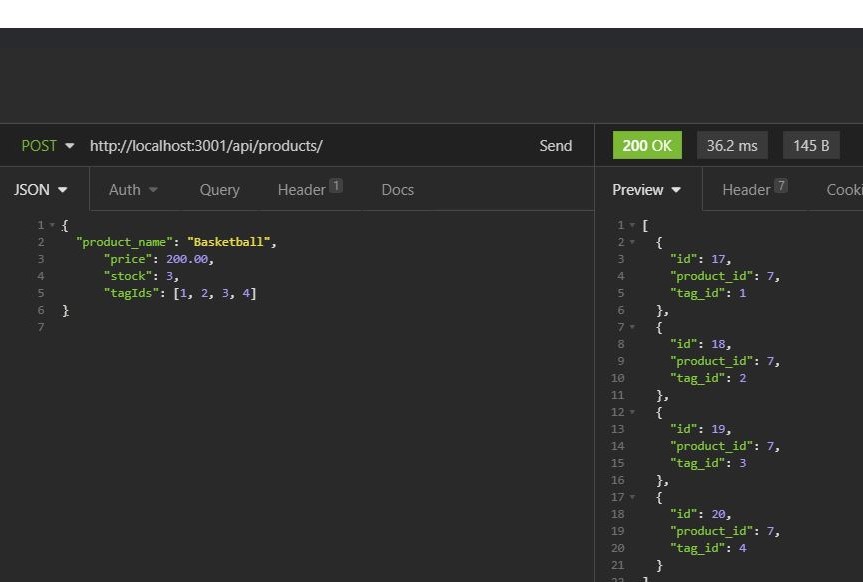 POST http://localhost:3001/api/products/ Send 200 OK 36.2 ms 145 B
JSON Auth Query Header 1 Docs Preview Header 7
1 {
2 "product_name": "Basketball",
3 "price": 200.00,
4 "stock": 3,
5 "tagIds": [1, 2, 3, 4]
6 }
7
1 [
2 {
3 "id": 17,
4 "product_id": 7,
5 "tag_id": 1
6 },
7 {
8 "id": 18,
9 "product_id": 7,
10 "tag_id": 2
11 },
12 {
13 "id": 19,
14 "product_id": 7,
15 "tag_id": 3
16 },
17 {
18 "id": 20,
19 "product_id": 7,
20 "tag_id": 4
21 }